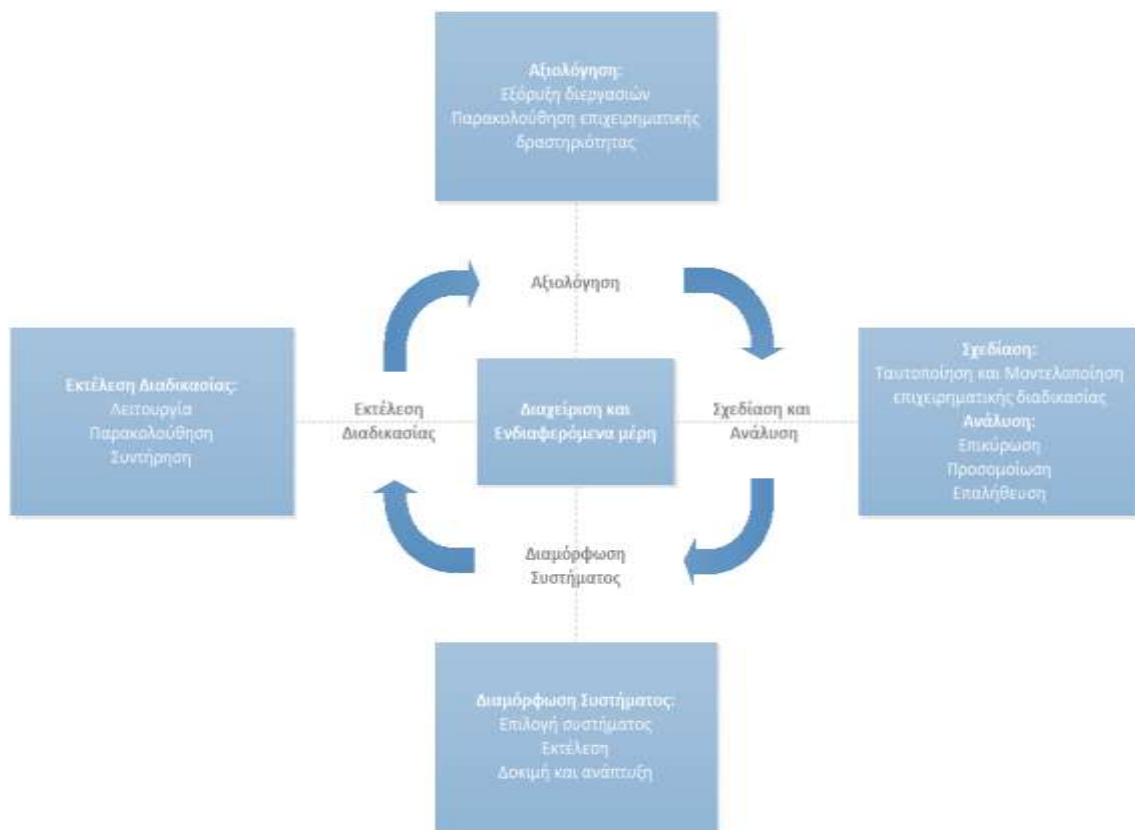 Αξιολόγηση:
Εξόρυξη διεργασιών
Παρακολούθηση επιχειρηματικής
δραστηριότητας
Αξιολόγηση
Εκτέλεση Διαδικασίας:
Λειτουργία
Παρακολούθηση
Συντήρηση
Εκτέλεση
Διαδικασίας
Διαχείριση και
Ενδιαφερόμενα μέρη
Σχεδίαση και
Ανάλυση
Σχεδίαση:
Ταυτοποίηση και Μοντελοποίηση
επιχειρηματικής διαδικασίας
Ανάλυση:
Επικύρωση
Προσομοίωση
Επαλήθευση
Διαμόρφωση
Συστήματος
Διαμόρφωση Συστήματος:
Επιλογή συστήματος
Εκτέλεση
Δοκιμή και ανάπτυξη